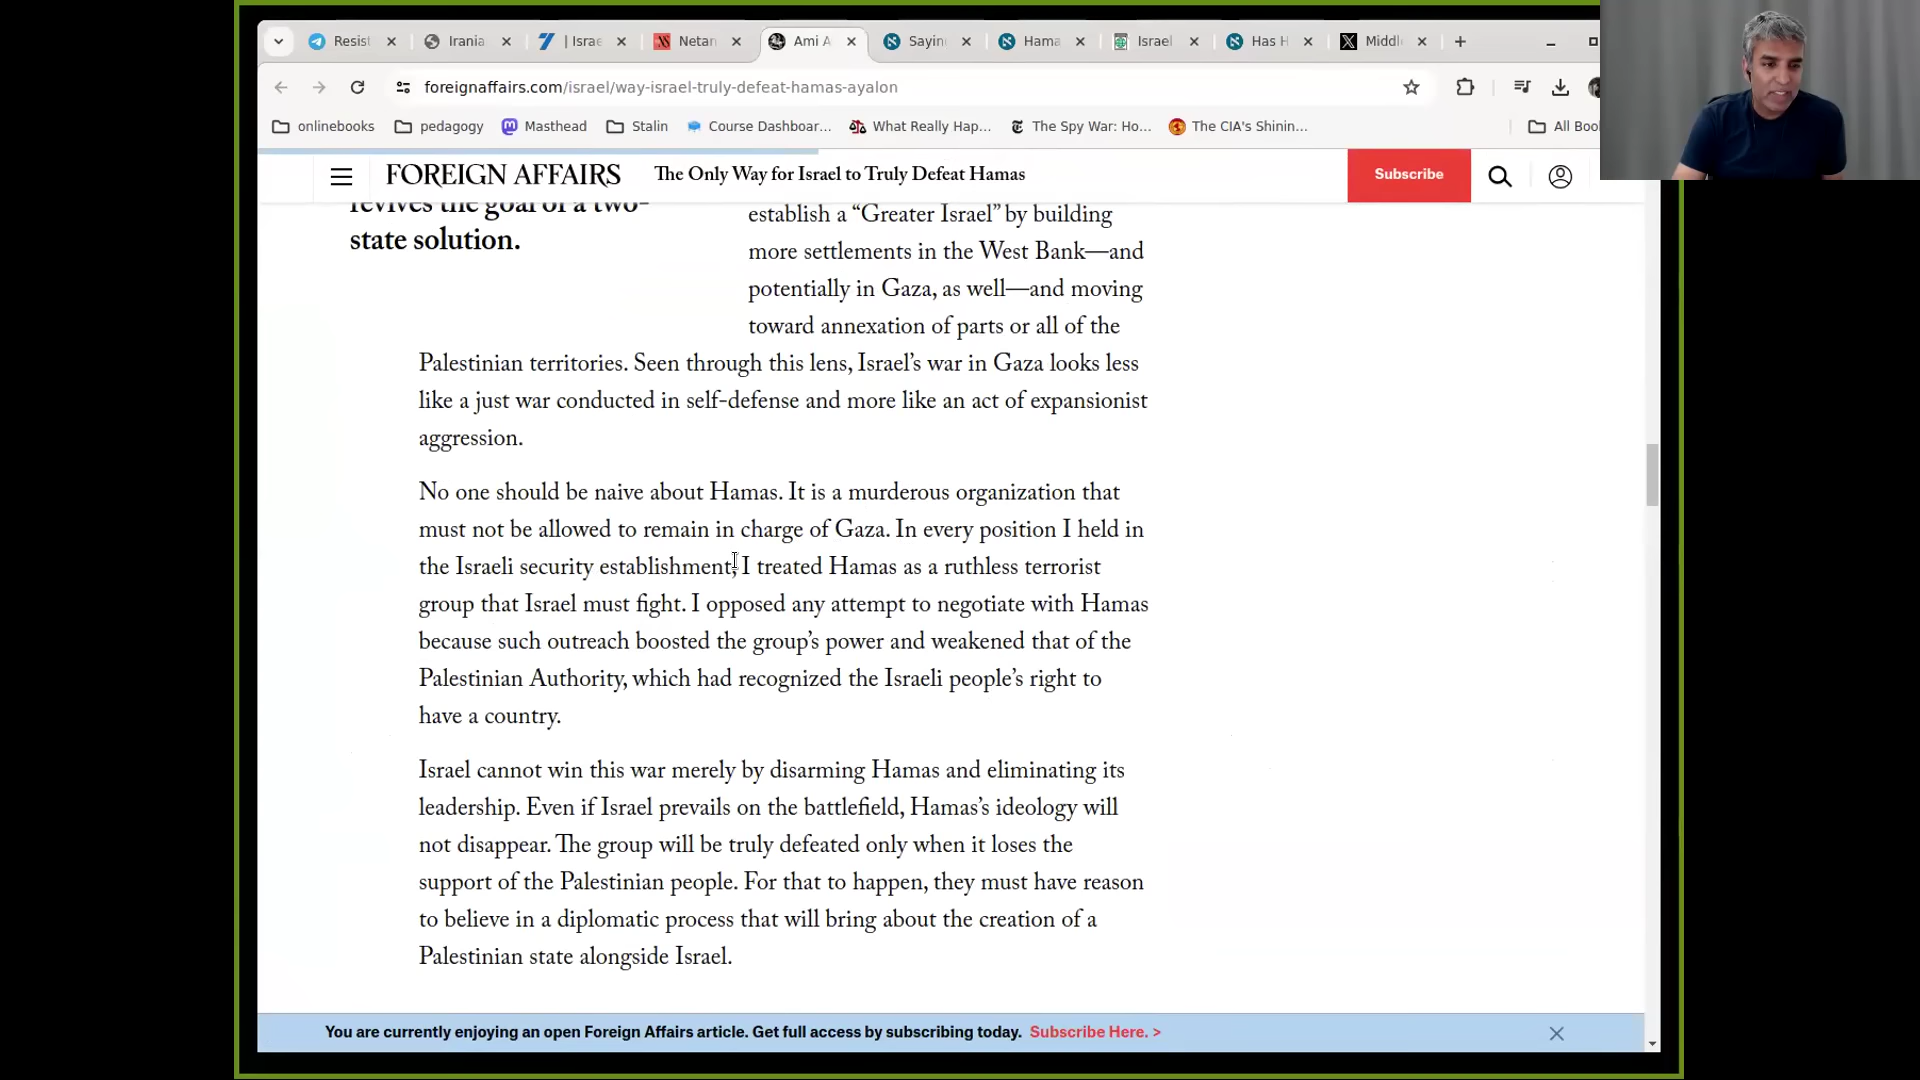 Resist
Irania
| Israe
Netan
Ami A
Sayin
Hama
Israel
Has H
Middl
foreignaffairs.com/israel/way-israel-truly-defeat-hamas-ayalon
onlinebooks
pedagogy
Masthead
Stalin
Course Dashboar...
What Really Hap...
The Spy War: Ho...
The CIA's Shinin...
All Boo
FOREIGN AFFAIRS
The Only Way for Israel to Truly Defeat Hamas
Subscribe
revives the goal of a two-
state solution.
establish a “Greater Israel” by building
more settlements in the West Bank—and
potentially in Gaza, as well—and moving
toward annexation of parts or all of the
Palestinian territories. Seen through this lens, Israel’s war in Gaza looks less
like a just war conducted in self-defense and more like an act of expansionist
aggression.
No one should be naive about Hamas. It is a murderous organization that
must not be allowed to remain in charge of Gaza. In every position I held in
the Israeli security establishment, I treated Hamas as a ruthless terrorist
group that Israel must fight. I opposed any attempt to negotiate with Hamas
because such outreach boosted the group’s power and weakened that of the
Palestinian Authority, which had recognized the Israeli people’s right to
have a country.
Israel cannot win this war merely by disarming Hamas and eliminating its
leadership. Even if Israel prevails on the battlefield, Hamas’s ideology will
not disappear. The group will be truly defeated only when it loses the
support of the Palestinian people. For that to happen, they must have reason
to believe in a diplomatic process that will bring about the creation of a
Palestinian state alongside Israel.
You are currently enjoying an open Foreign Affairs article. Get full access by subscribing today. Subscribe Here. >